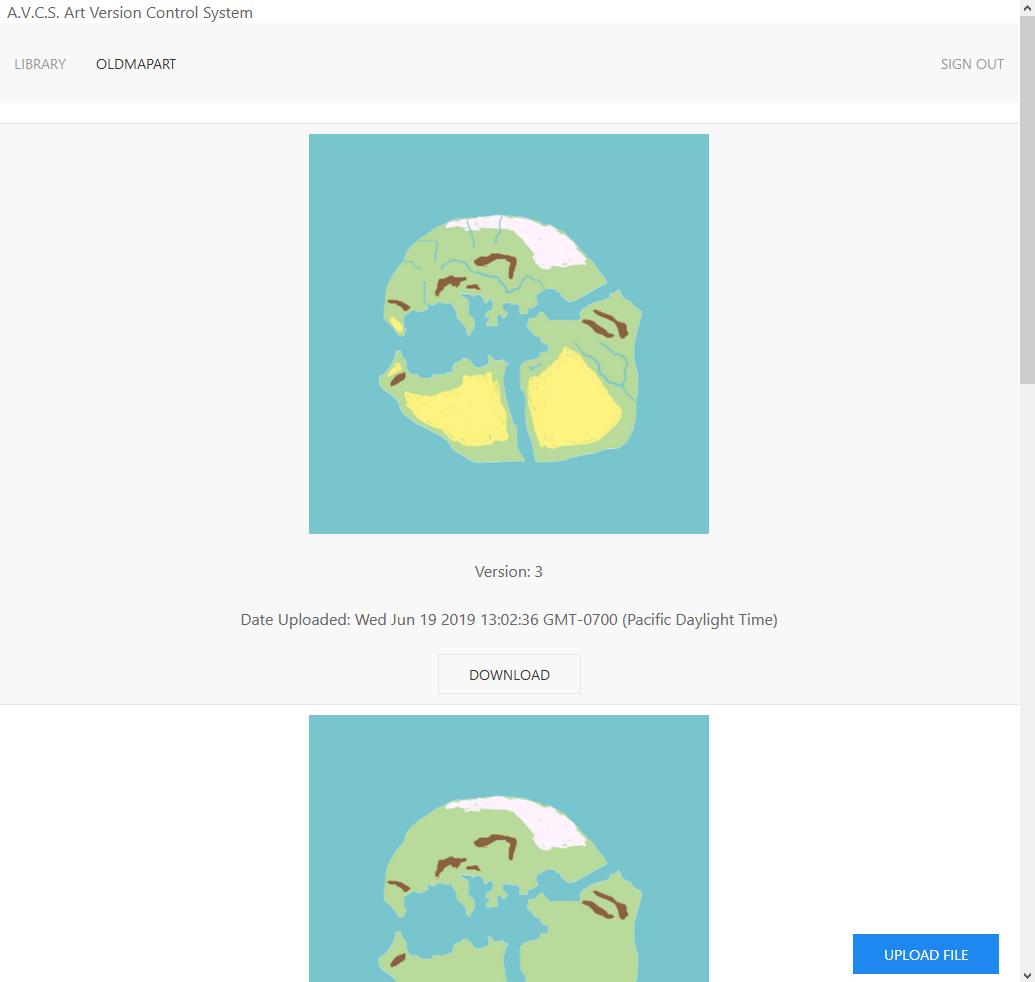 A.V.C.S. Art Version Control System
LIBRARY OLDMAPART SIGN OUT
Version: 3
Date Uploaded: Wed Jun 19 2019 13:02:36 GMT-0700 (Pacific Daylight Time)
DOWNLOAD
UPLOAD FILE